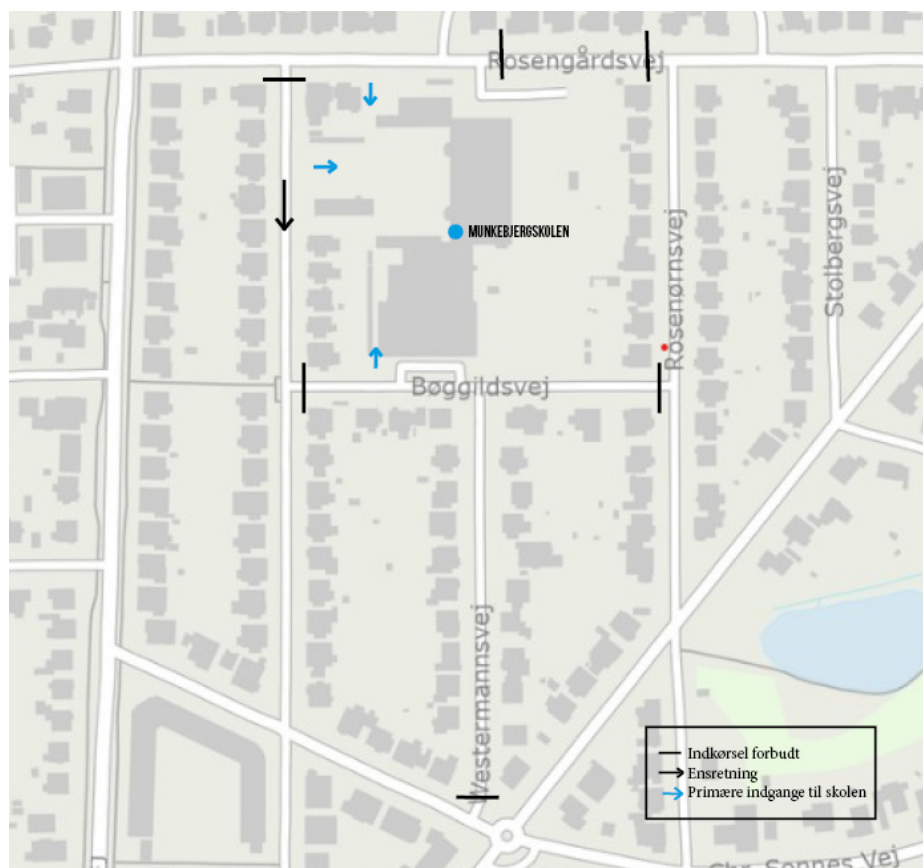 Rosengårdsvej
MUNKEBJERGSKOLEN
Rosenørnsvej
Stolbergsvej
Bøggildsvej
Westermannsvej
Indkørsel forbudt
Ensretning
Primære indgange til skolen
Chr. Sonnes Vej